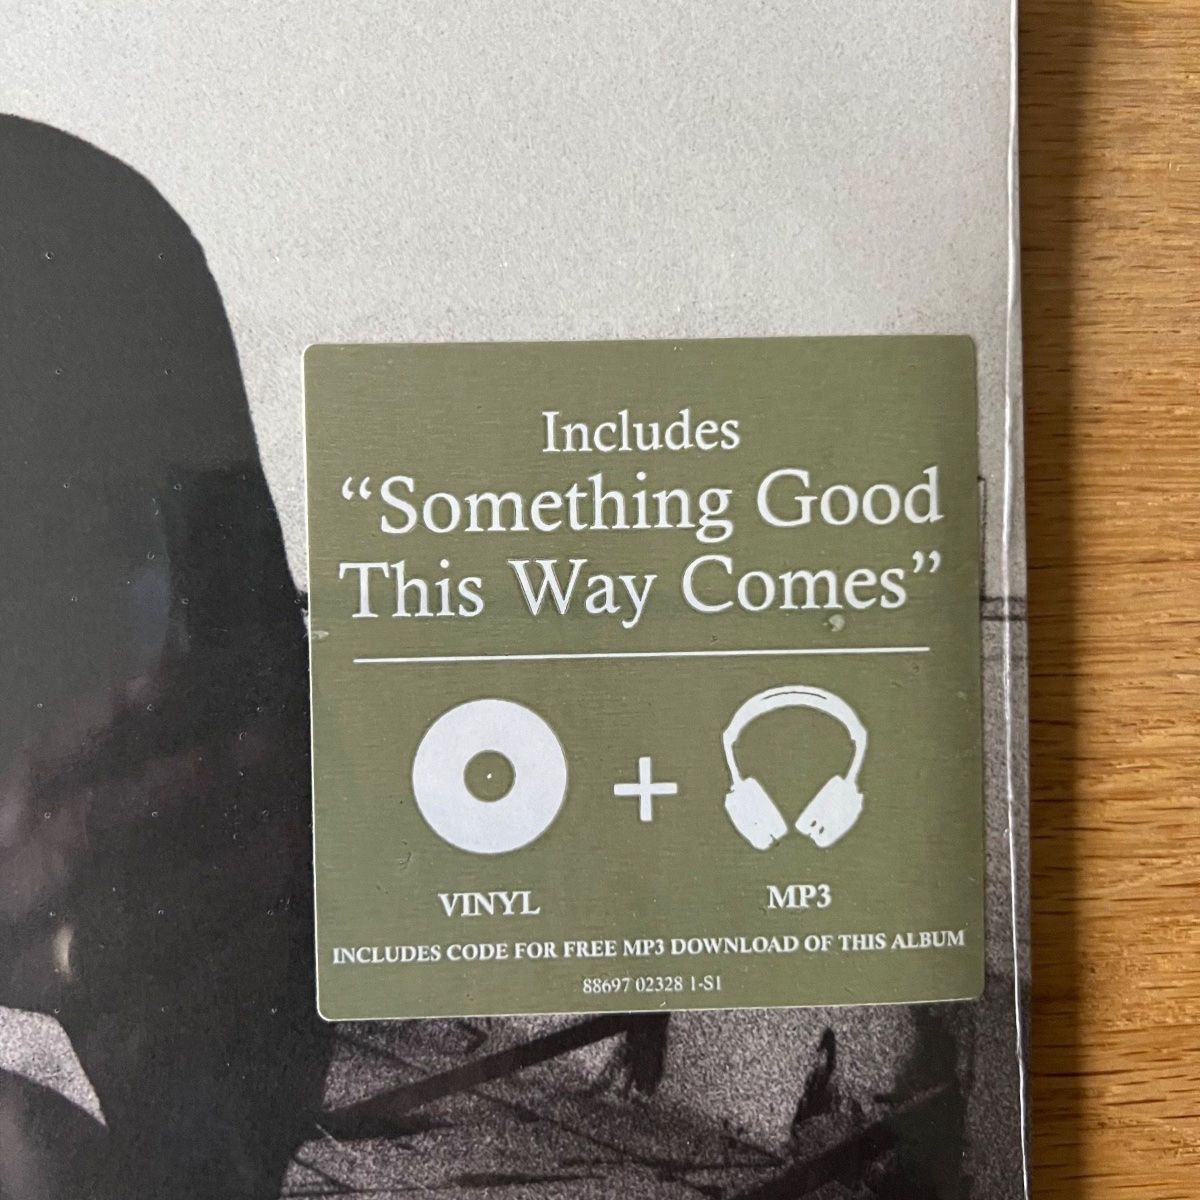 Includes
“Something Good
This Way Comes”
+
VINYL MP3
INCLUDES CODE FOR FREE MP3 DOWNLOAD OF THIS ALBUM
88697 02328 1-S1